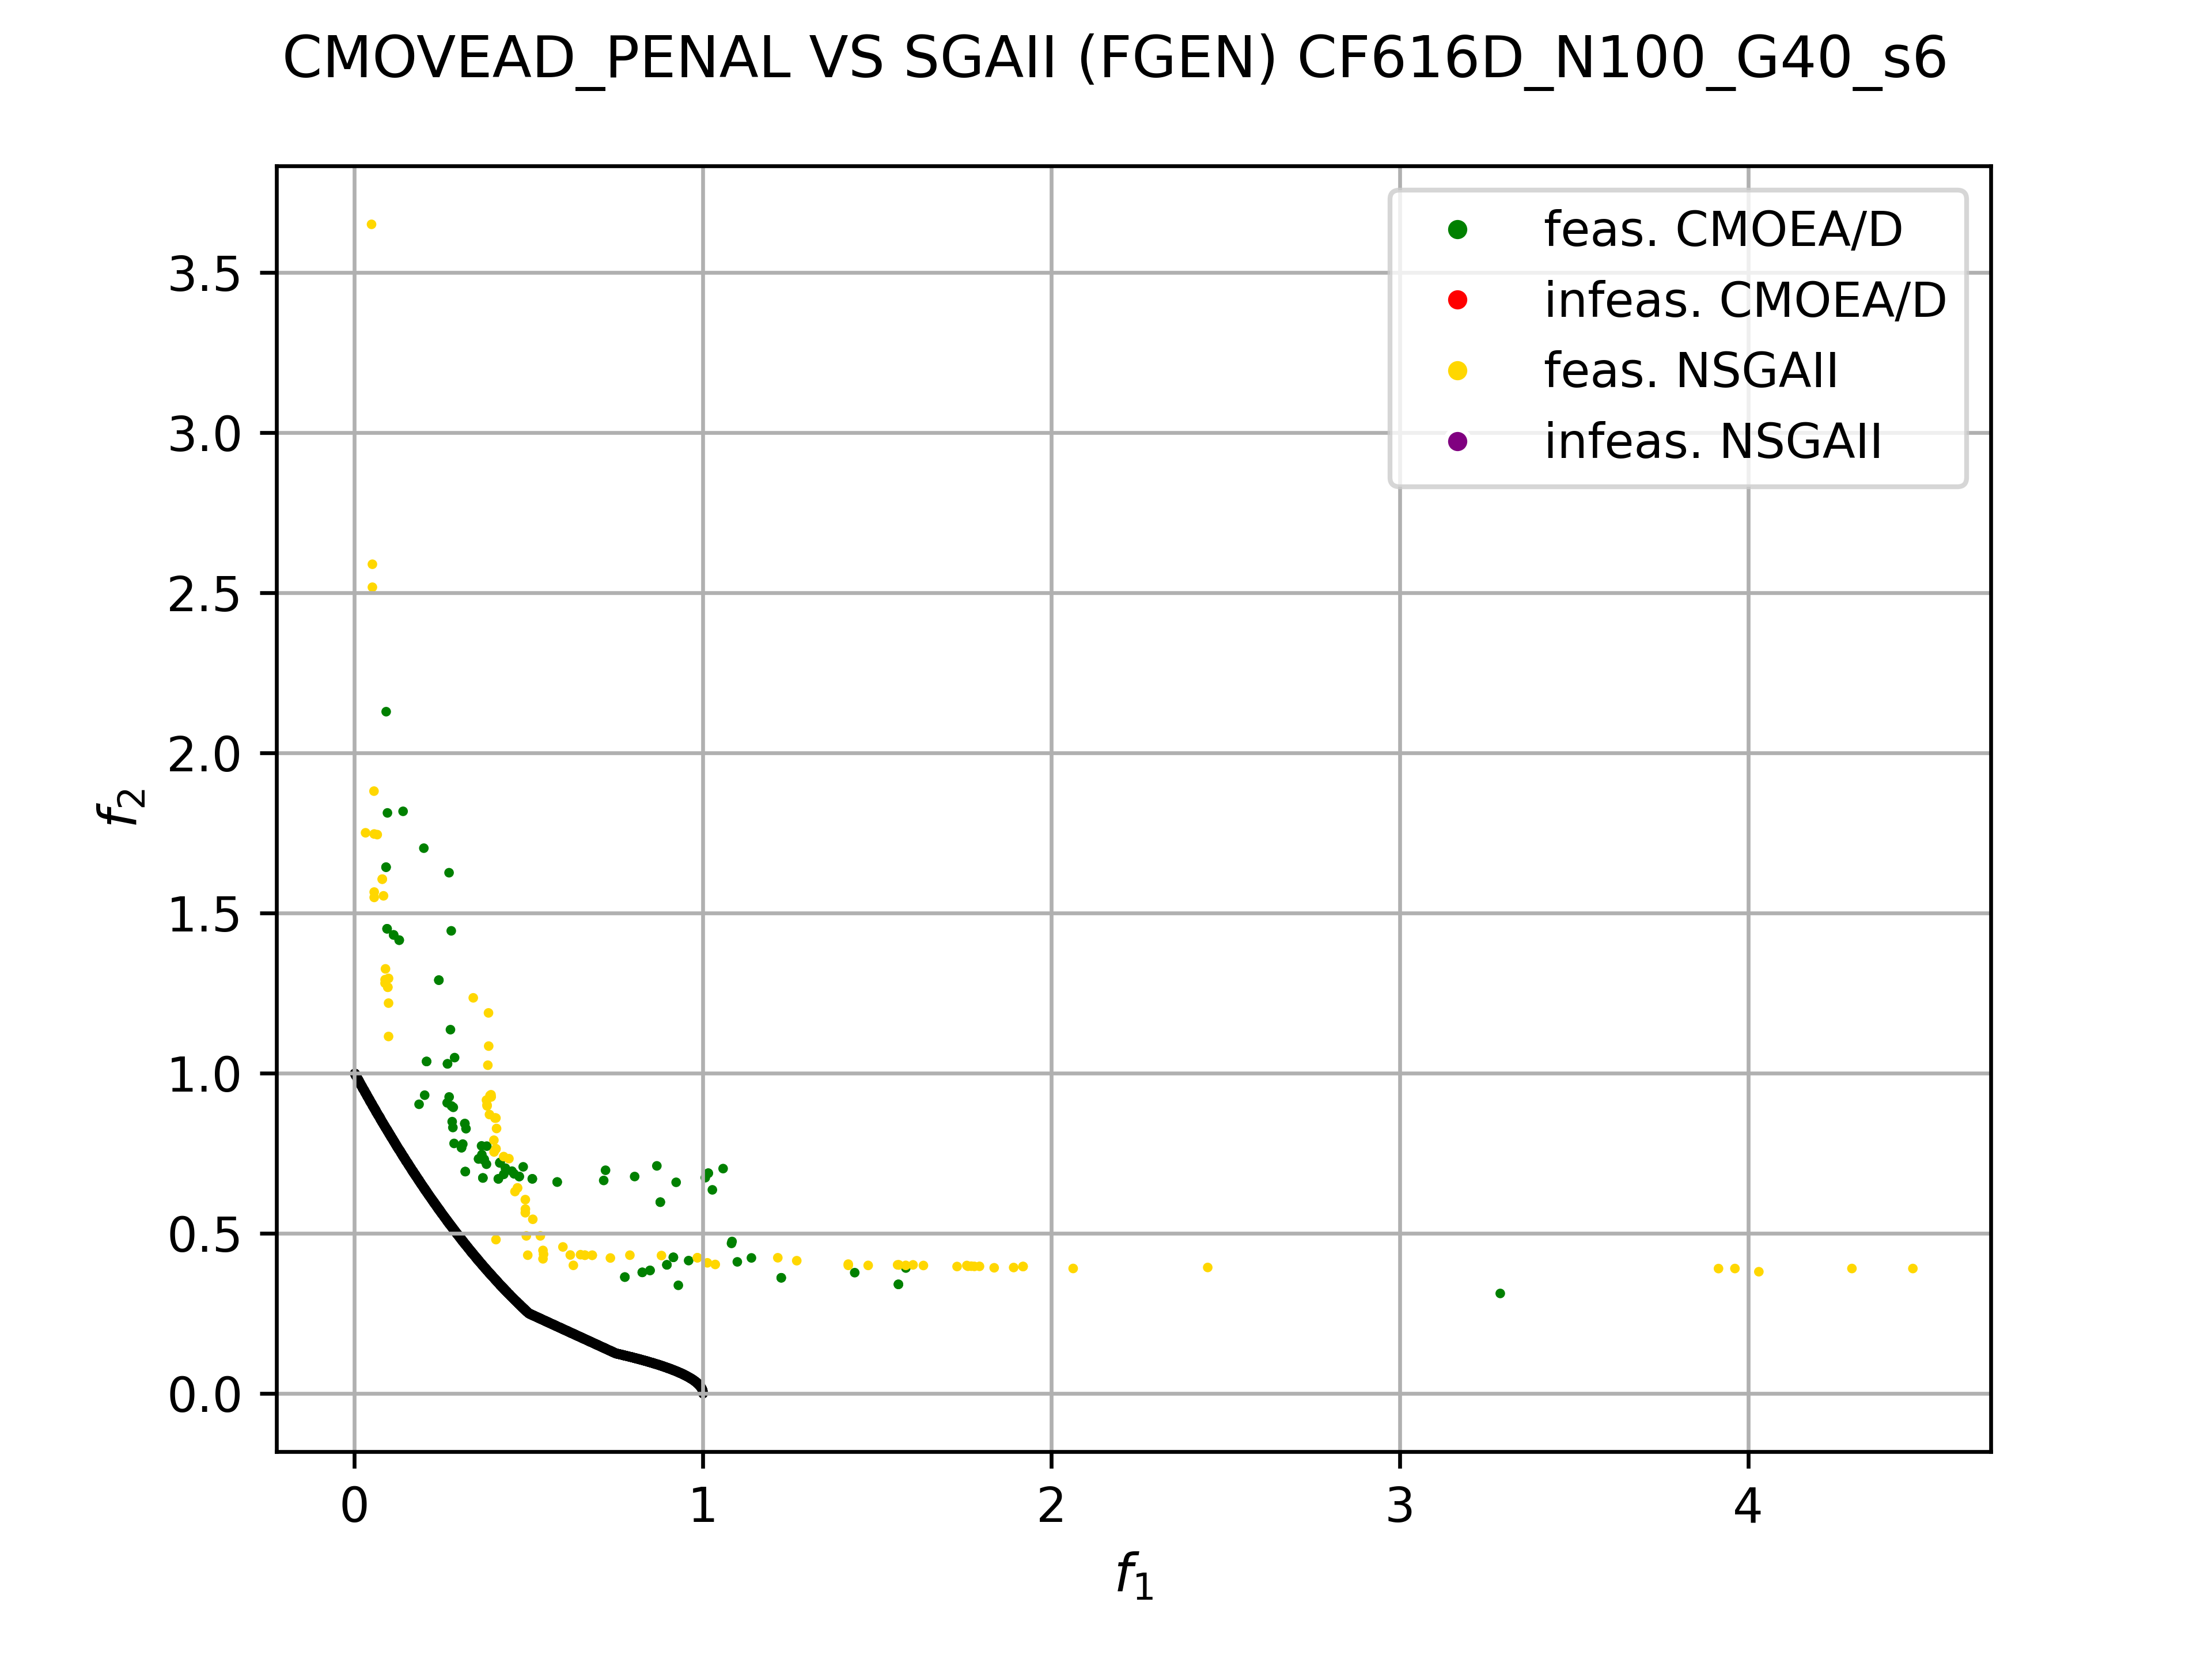 CMOVEAD_PENAL VS SGAII (FGEN) CF616D_N100_G40_s6
feas. CMOEA/D
infeas. CMOEA/D
feas. NSGAII
infeas. NSGAII
3.5
3.0
2.5
2.0
1.5
1.0
0.5
0.0
f2
0 1 2 3 4
f1